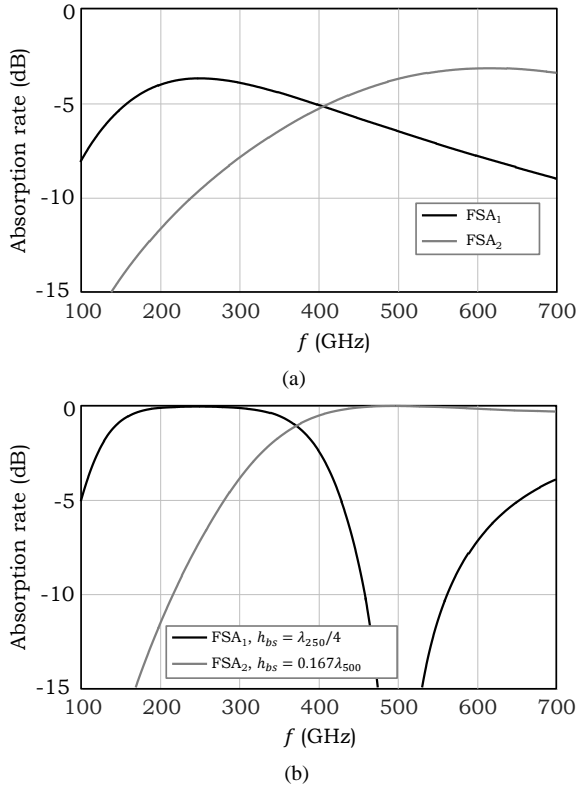 0
-5
-10
-15
Absorption rate (dB)
FSA₁
FSA₂
100 200 300 400 500 600 700
f (GHz)
(a)
0
-5
-10
-15
Absorption rate (dB)
FSA₁, h_bs = λ₂₅₀/4
FSA₂, h_bs = 0.167λ₅₀₀
100 200 300 400 500 600 700
f (GHz)
(b)